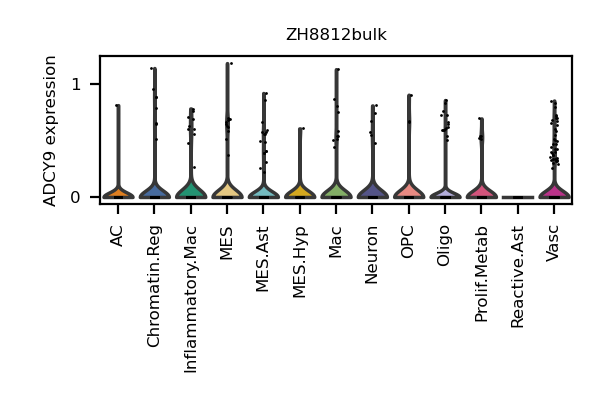 ZH8812bulk
ADCY9 expression
1
0
AC
Chromatin.Reg
Inflammatory.Mac
MES
MES.Ast
MES.Hyp
Mac
Neuron
OPC
Oligo
Prolif.Metab
Reactive.Ast
Vasc